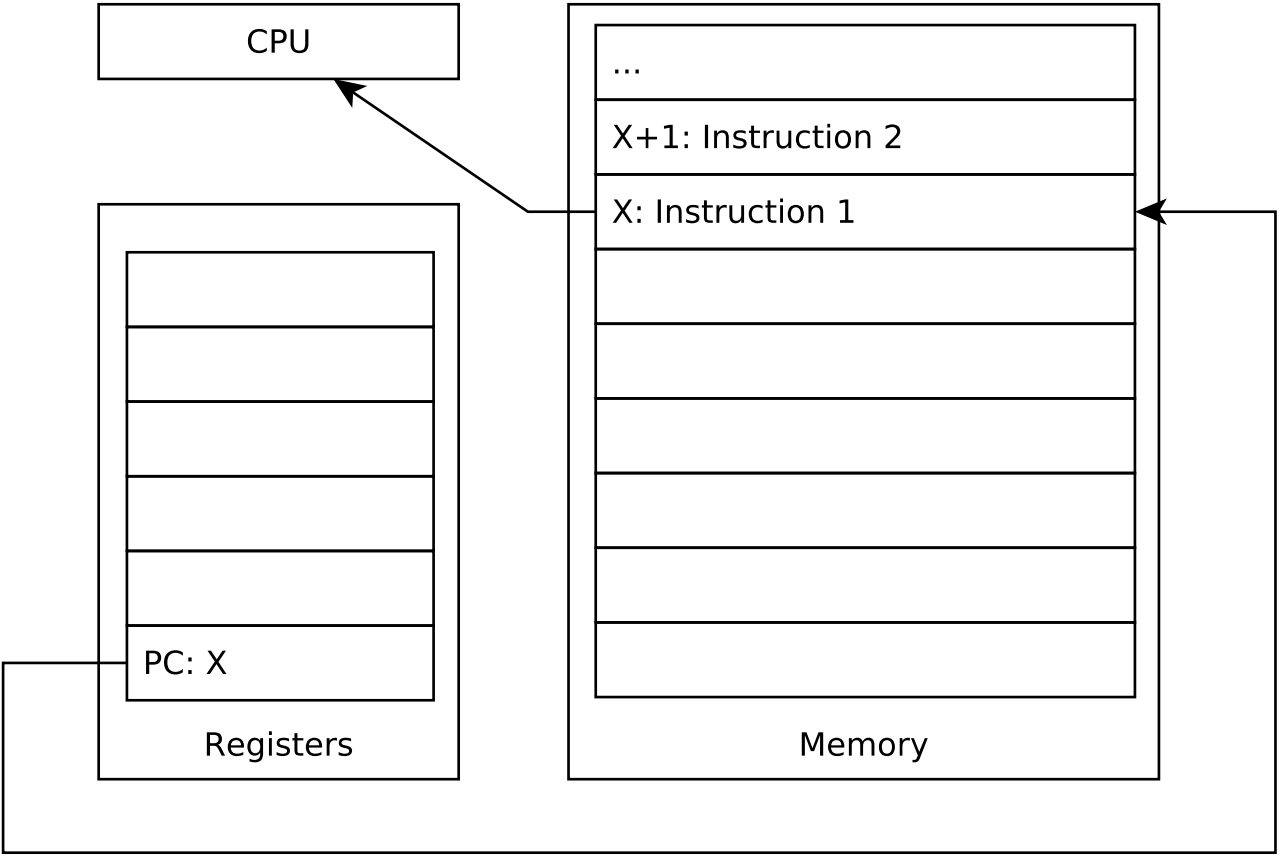 CPU
...
X+1: Instruction 2
X: Instruction 1
PC: X
Registers
Memory